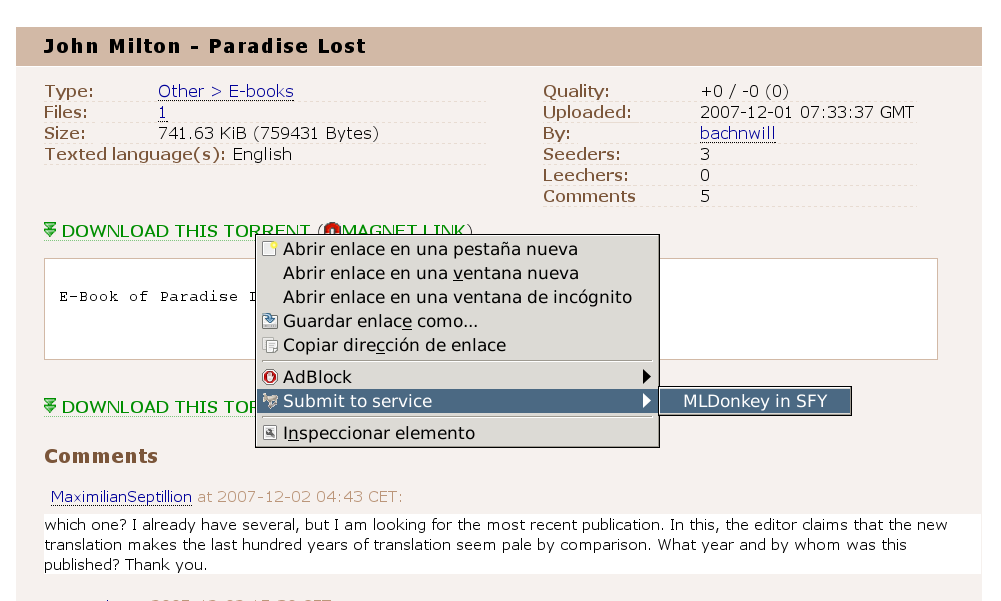 John Milton - Paradise Lost
Type: Other > E-books
Files: 1
Size: 741.63 KiB (759431 Bytes)
Texted language(s): English
Quality: +0 / -0 (0)
Uploaded: 2007-12-01 07:33:37 GMT
By: bachnwill
Seeders: 3
Leechers: 0
Comments 5
DOWNLOAD THIS TORRENT (MAGNET LINK)
E-Book of Paradise
Abrir enlace en una pestaña nueva
Abrir enlace en una ventana nueva
Abrir enlace en una ventana de incógnito
Guardar enlace como...
Copiar dirección de enlace
AdBlock
Submit to service
MLDonkey in SFY
Inspeccionar elemento
DOWNLOAD THIS
Comments
MaximilianSeptillion at 2007-12-02 04:43 CET:
which one? I already have several, but I am looking for the most recent publication. In this, the editor claims that the new
translation makes the last hundred years of translation seem pale by comparison. What year and by whom was this
published? Thank you.